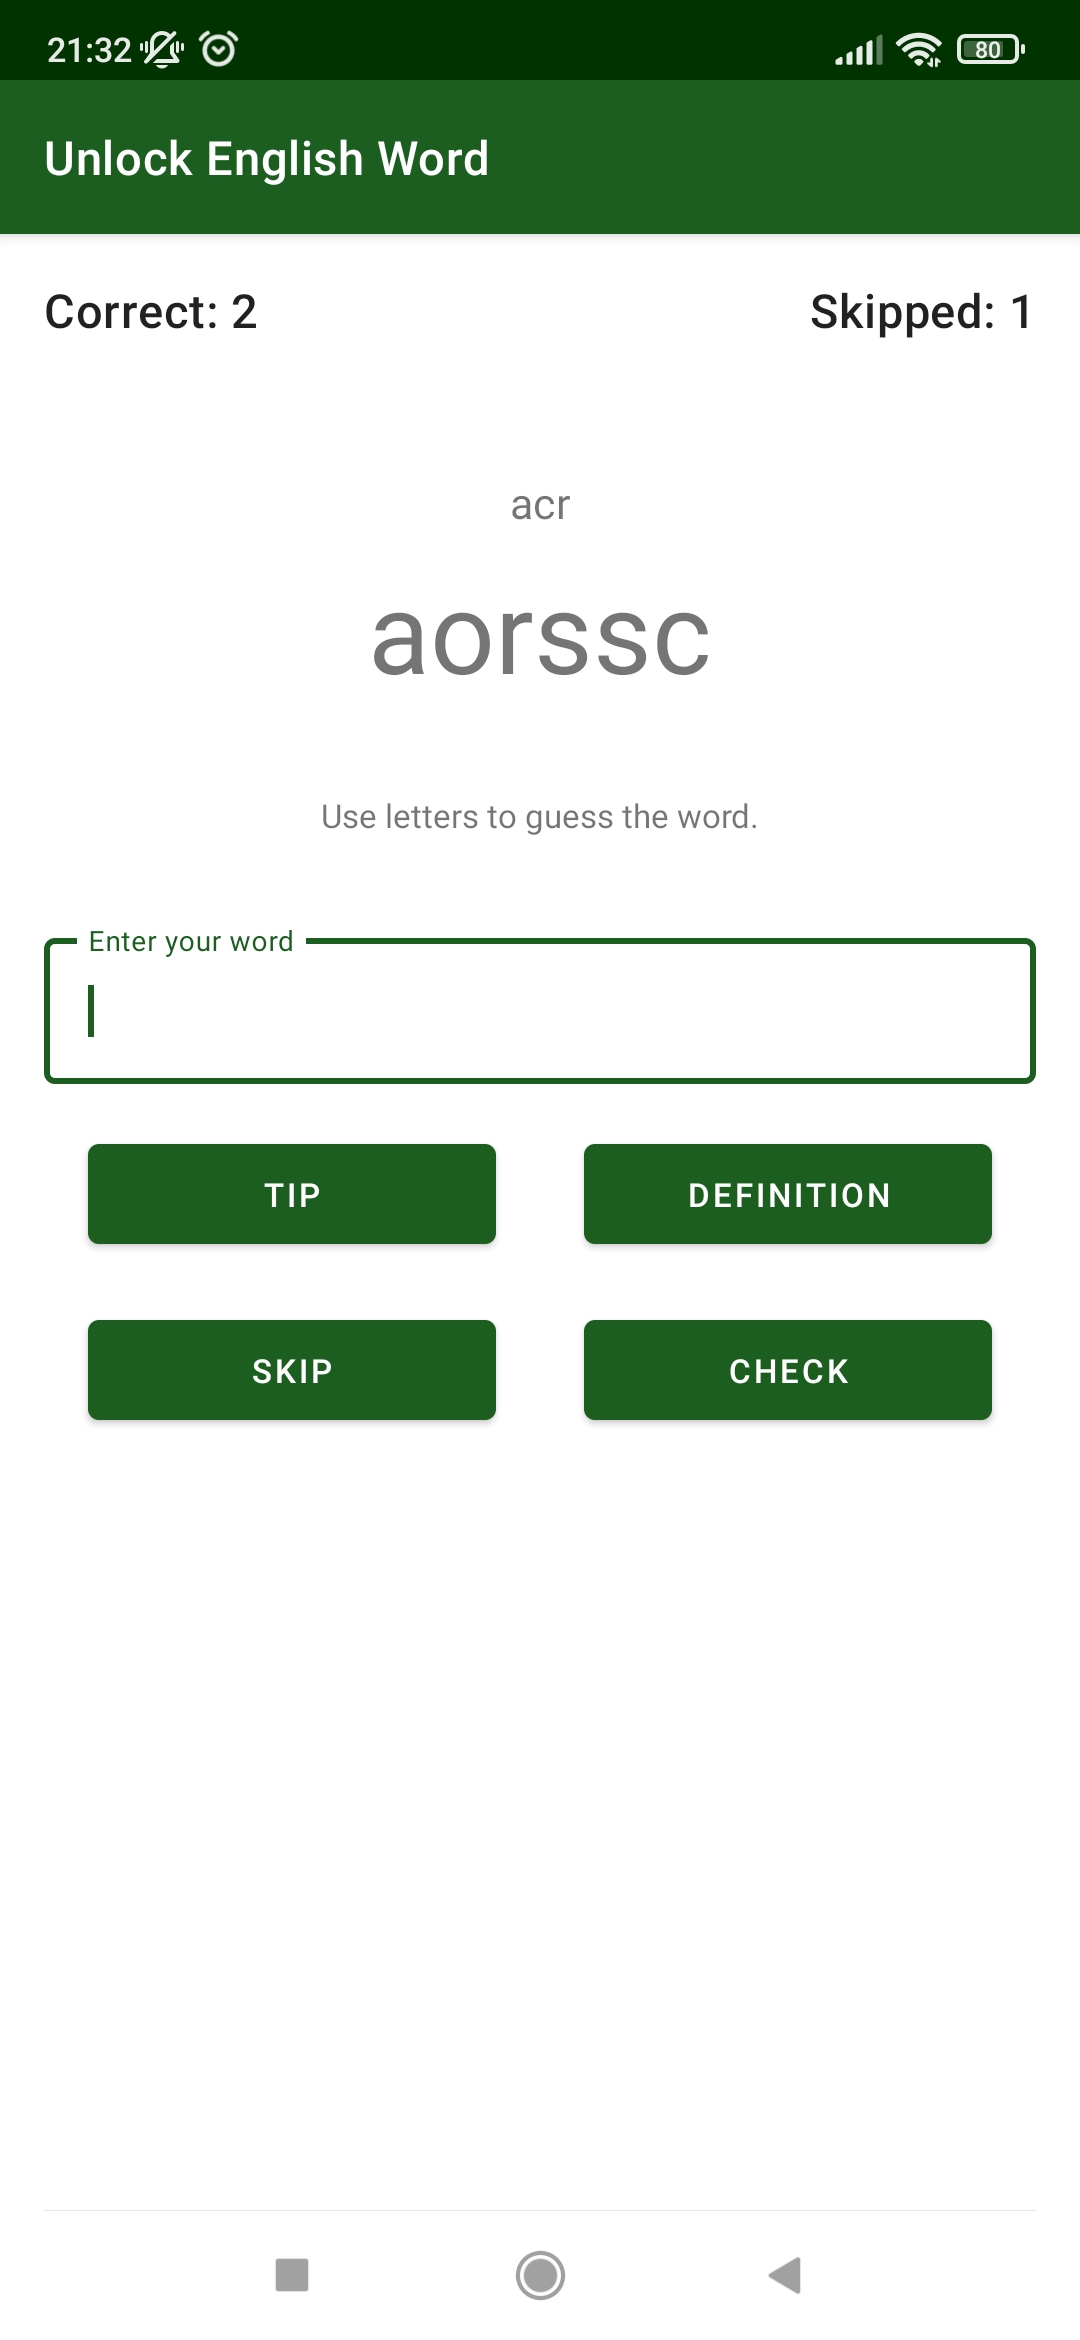 21:32 80
Unlock English Word
Correct: 2 Skipped: 1
acr
aorssc
Use letters to guess the word.
Enter your word
TIP DEFINITION
SKIP CHECK